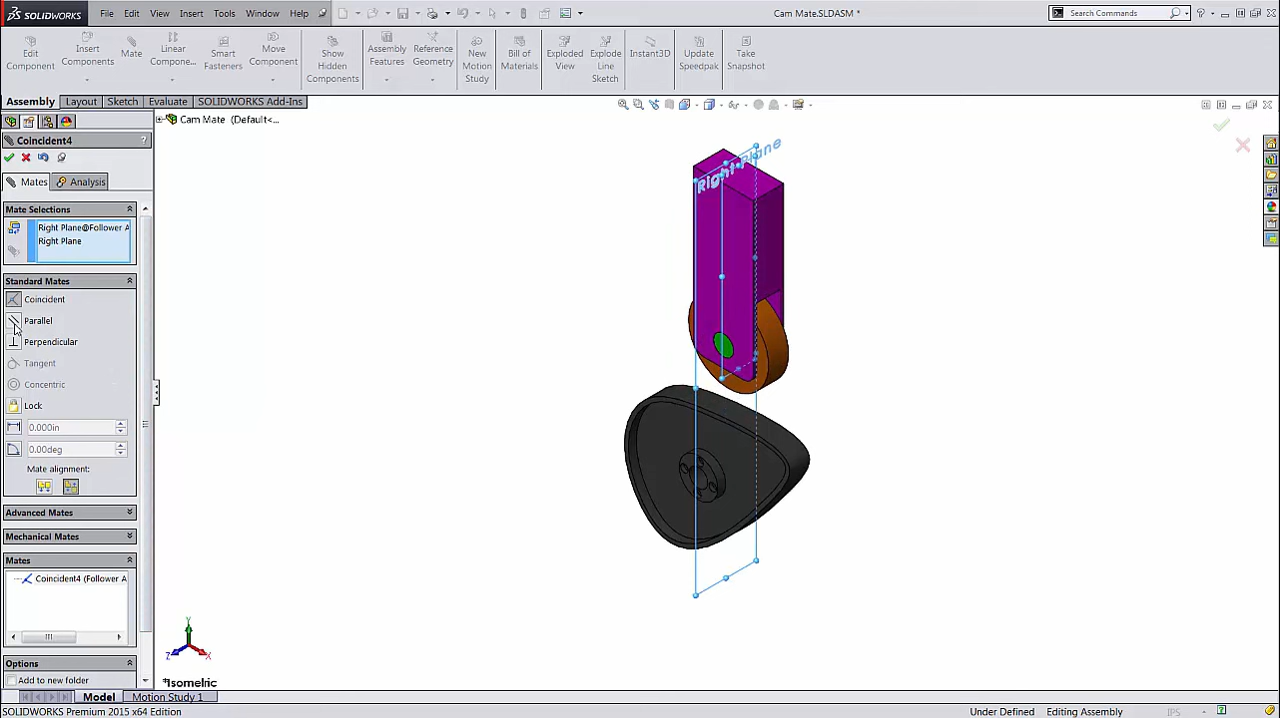 SOLIDWORKS
File Edit View Insert Tools Window Help
Cam Mate.SLDASM *
Search Commands
Edit Component
Insert Components
Mate
Linear Compone...
Smart Fasteners
Move Component
Show Hidden Components
Assembly Features
Reference Geometry
New Motion Study
Bill of Materials
Exploded View
Explode Line Sketch
Instant3D
Update Speedpak
Take Snapshot
Assembly Layout Sketch Evaluate SOLIDWORKS Add-Ins
Cam Mate (Default<...
Coincident4
?
Mates Analysis
Mate Selections
Right Plane@Follower A
Right Plane
Standard Mates
Coincident
Parallel
Perpendicular
Tangent
Concentric
Lock
0.000in
0.00deg
Mate alignment:
Advanced Mates
Mechanical Mates
Mates
Coincident4 (Follower A
Options
Add to new folder
Right Plane
Y
Z
X
*Isometric
Model Motion Study 1
SOLIDWORKS Premium 2015 x64 Edition
Under Defined Editing Assembly IPS